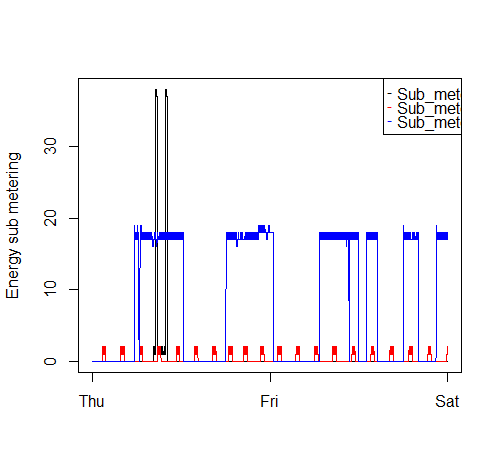 - Sub_met
- Sub_met
- Sub_met
Energy sub metering
30
20
10
0
Thu Fri Sat